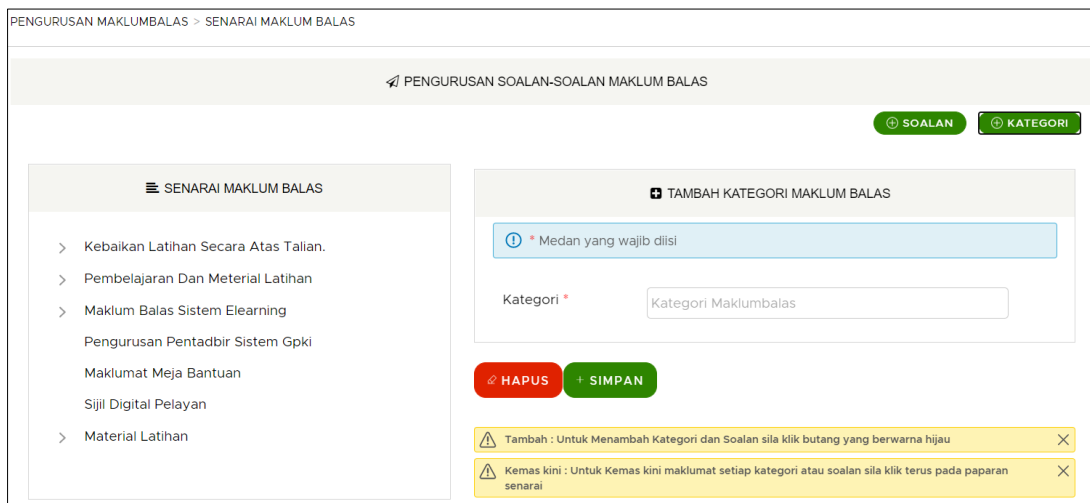 PENGURUSAN MAKLUMBALAS > SENARAI MAKLUM BALAS
PENGURUSAN SOALAN-SOALAN MAKLUM BALAS
SOALAN
KATEGORI
SENARAI MAKLUM BALAS
Kebaikan Latihan Secara Atas Talian.
Pembelajaran Dan Meterial Latihan
Maklum Balas Sistem Elearning
Pengurusan Pentadbir Sistem Gpki
Maklumat Meja Bantuan
Sijil Digital Pelayan
Material Latihan
TAMBAH KATEGORI MAKLUM BALAS
* Medan yang wajib diisi
Kategori *
Kategori Maklumbalas
HAPUS
+ SIMPAN
Tambah : Untuk Menambah Kategori dan Soalan sila klik butang yang berwarna hijau
Kemas kini : Untuk Kemas kini maklumat setiap kategori atau soalan sila klik terus pada paparan
senarai